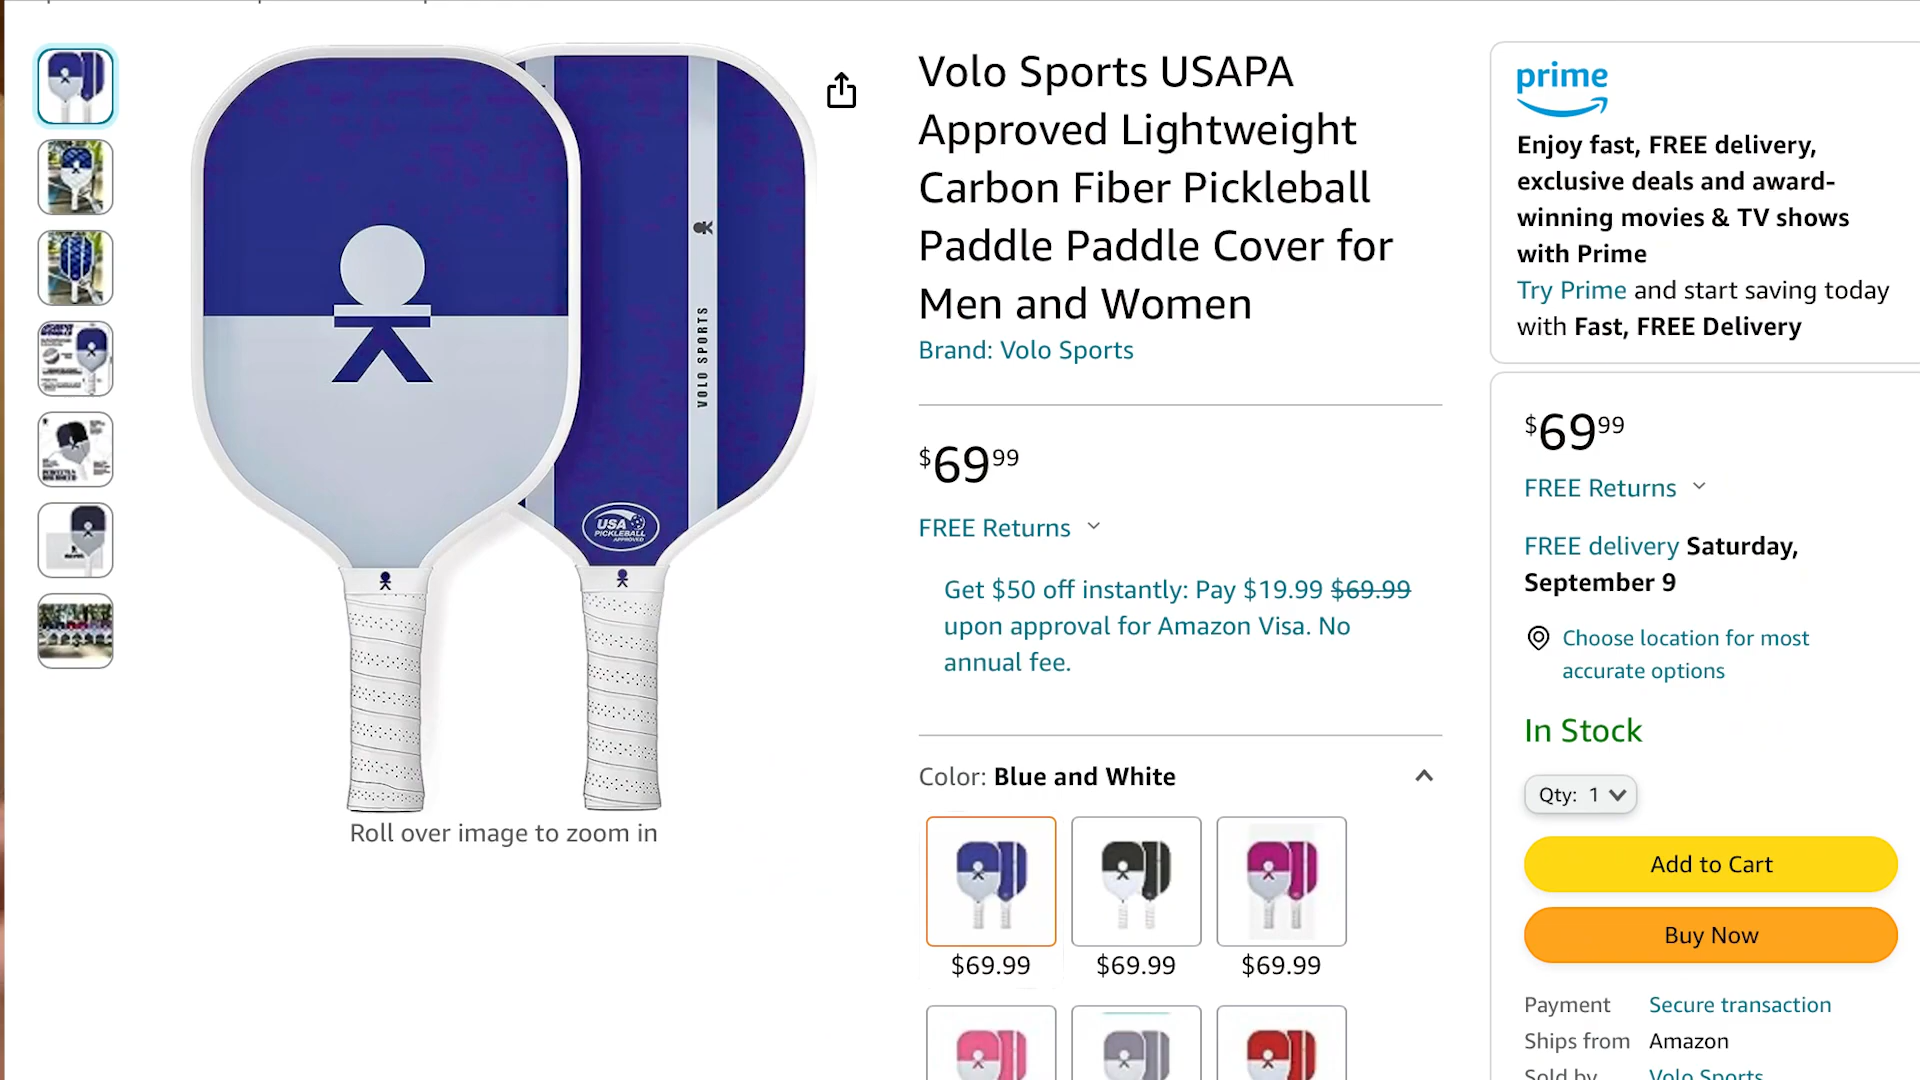 Volo Sports USAPA
Approved Lightweight
Carbon Fiber Pickleball
Paddle Paddle Cover for
Men and Women
Brand: Volo Sports
$69 99
FREE Returns
Get $50 off instantly: Pay $19.99 $69.99
upon approval for Amazon Visa. No
annual fee.
Color: Blue and White
$69.99
$69.99
$69.99
VOLO SPORTS
USA
PICKLEBALL
APPROVED
Roll over image to zoom in
prime
Enjoy fast, FREE delivery,
exclusive deals and award-
winning movies & TV shows
with Prime
Try Prime and start saving today
with Fast, FREE Delivery
$69 99
FREE Returns
FREE delivery Saturday,
September 9
Choose location for most
accurate options
In Stock
Qty: 1
Add to Cart
Buy Now
Payment Secure transaction
Ships from Amazon
Sold by Volo Sports